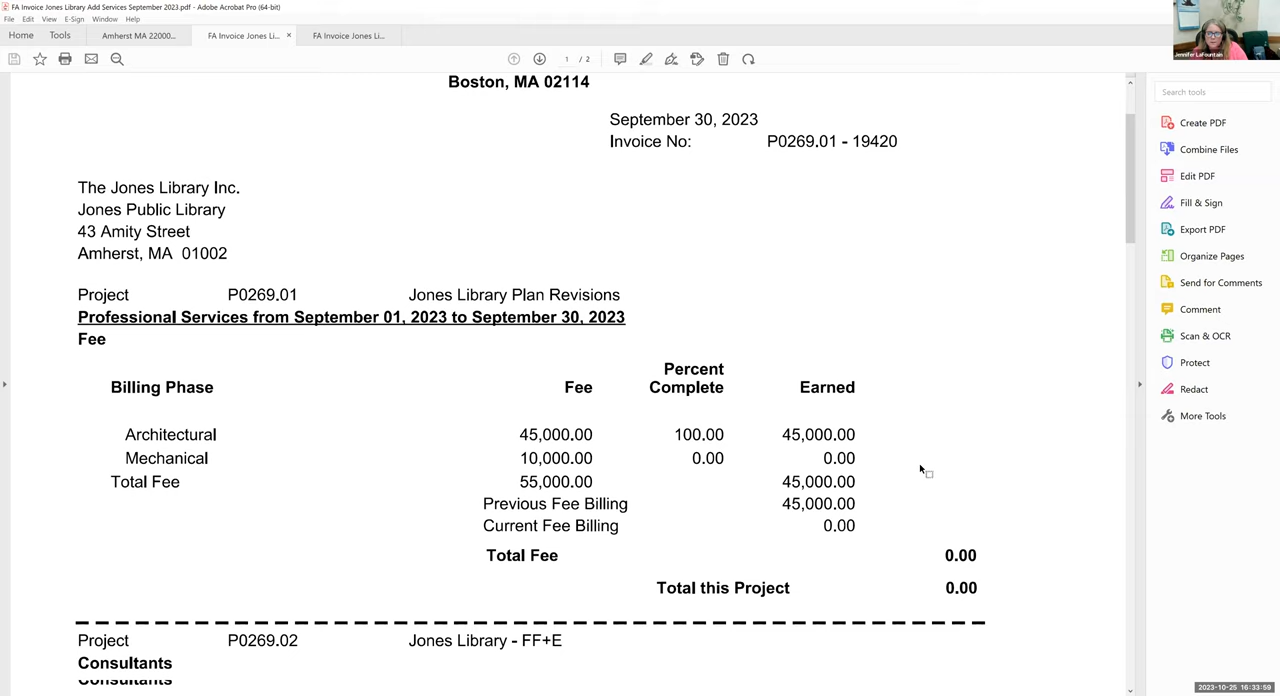 FA Invoice Jones Library Add Services September 2023.pdf - Adobe Acrobat Pro (64-bit)
File Edit View E-Sign Window Help
Home Tools Amherst MA 22000... FA Invoice Jones Li... × FA Invoice Jones Li...
1 / 2
Jennifer LaFountain
Boston, MA 02114
September 30, 2023
Invoice No: P0269.01 - 19420
The Jones Library Inc.
Jones Public Library
43 Amity Street
Amherst, MA 01002
Project P0269.01 Jones Library Plan Revisions
Professional Services from September 01, 2023 to September 30, 2023
Fee
Percent
Billing Phase Fee Complete Earned
Architectural 45,000.00 100.00 45,000.00
Mechanical 10,000.00 0.00 0.00
Total Fee 55,000.00 45,000.00
Previous Fee Billing 45,000.00
Current Fee Billing 0.00
Total Fee 0.00
Total this Project 0.00
Project P0269.02 Jones Library - FF+E
Consultants
Consultants
Search tools
Create PDF
Combine Files
Edit PDF
Fill & Sign
Export PDF
Organize Pages
Send for Comments
Comment
Scan & OCR
Protect
Redact
More Tools
2023-10-25 16:33:59